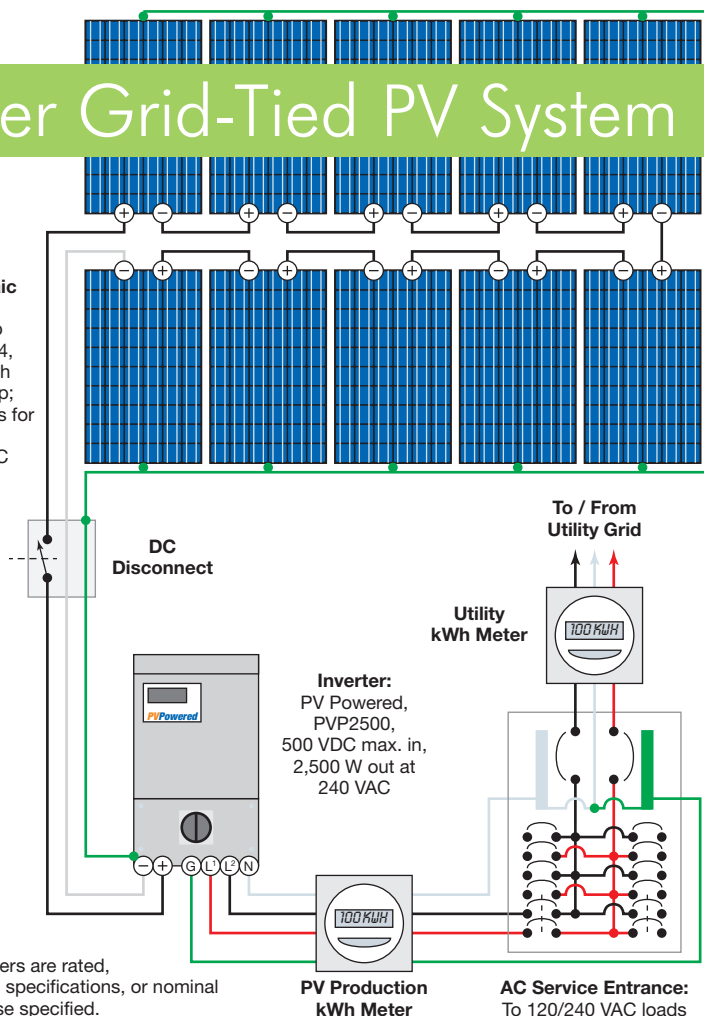 er Grid-Tied PV System
+ − + − + − + − + −
− + − + − + − + − +
nic
o
4,
h
p;
s for
C
DC
Disconnect
To / From
Utility Grid
Utility
kWh Meter
100 KWH
Inverter:
PV Powered,
PVP2500,
500 VDC max. in,
2,500 W out at
240 VAC
PVPowered
− + G L1 L2 N
100 KWH
PV Production
kWh Meter
AC Service Entrance:
To 120/240 VAC loads
ers are rated,
specifications, or nominal
se specified.